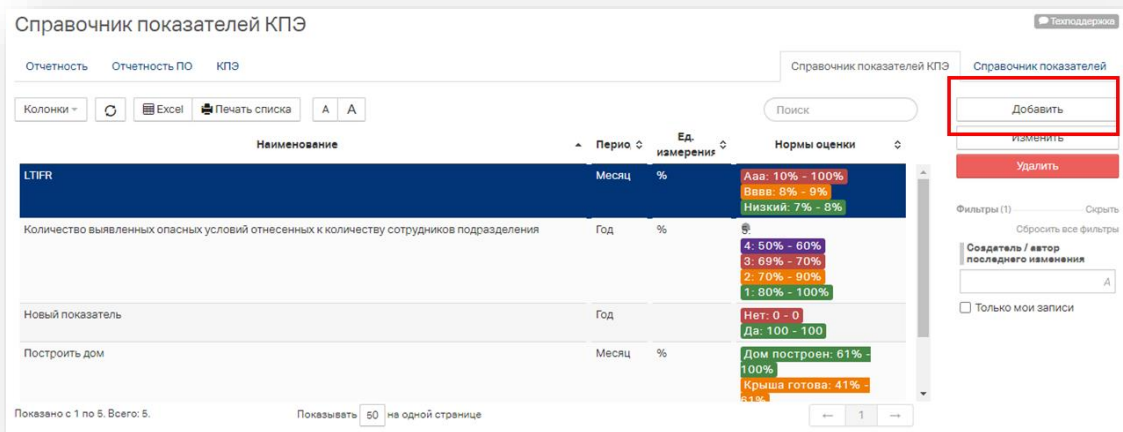 Справочник показателей КПЭ
Техподдержка
Отчетность Отчетность ПО КПЭ Справочник показателей КПЭ Справочник показателей
Колонки Excel Печать списка A A Поиск Добавить
Изменить
Удалить
Наименование Перио Ед. измерения Нормы оценки
LTIFR Месяц % Ааа: 10% - 100%
Вввв: 8% - 9%
Низкий: 7% - 8%
Количество выявленных опасных условий отнесенных к количеству сотрудников подразделения Год %
4: 50% - 60%
3: 69% - 70%
2: 70% - 90%
1: 80% - 100%
Новый показатель Год Нет: 0 - 0
Да: 100 - 100
Построить дом Месяц % Дом построен: 61% -
100%
Крыша готова: 41% -
61%
Фильтры (1) Скрыть
Сбросить все фильтры
Создатель / автор
последнего изменения
A
Только мои записи
Показано с 1 по 5. Всего: 5. Показывать 50 на одной странице ← 1 →